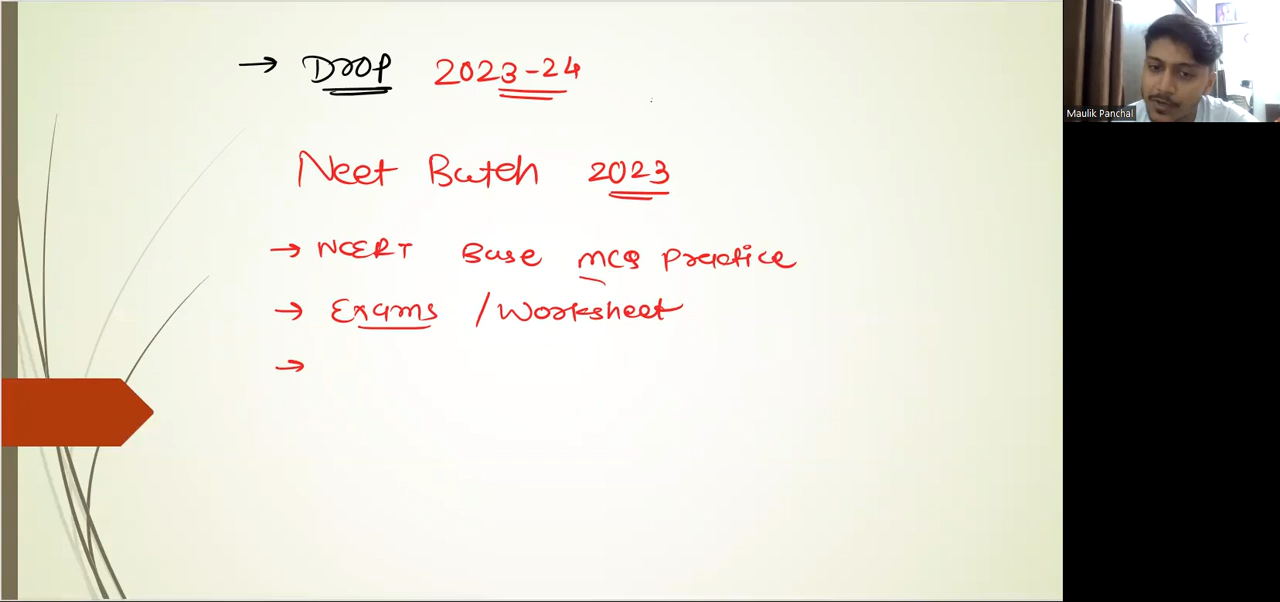 → Drop 2023-24
Neet Batch 2023
→ NCERT Base MCQ Practice
→ Exams / Worksheet
→
Maulik Panchal